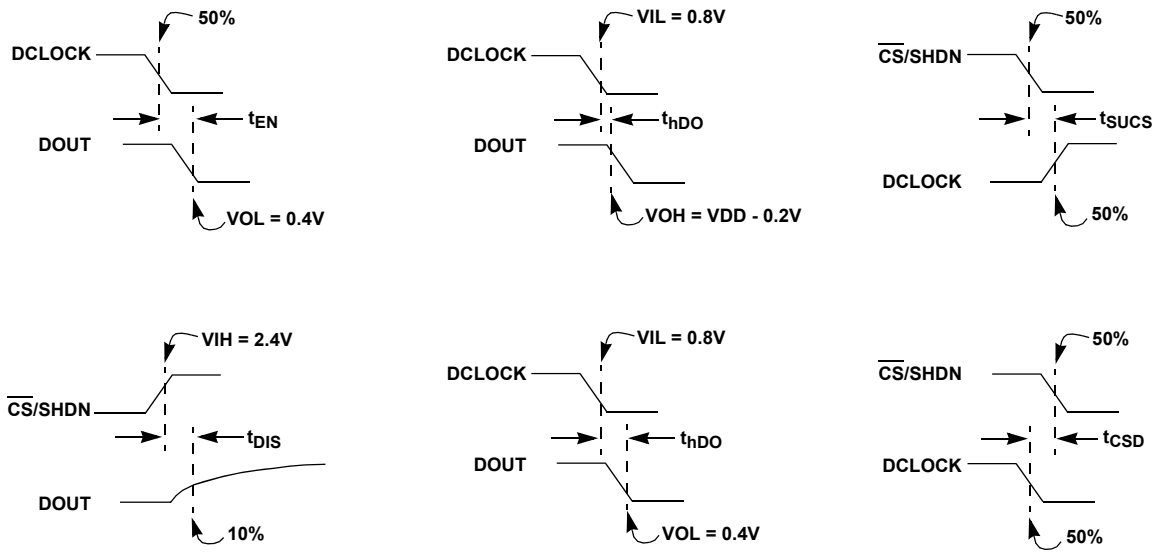 50%
DCLOCK
tEN
DOUT
VOL = 0.4V
VIL = 0.8V
DCLOCK
thDO
DOUT
VOH = VDD - 0.2V
50%
CS/SHDN
tSUCS
DCLOCK
50%
VIH = 2.4V
CS/SHDN
tDIS
DOUT
10%
VIL = 0.8V
DCLOCK
thDO
DOUT
VOL = 0.4V
50%
CS/SHDN
tCSD
DCLOCK
50%